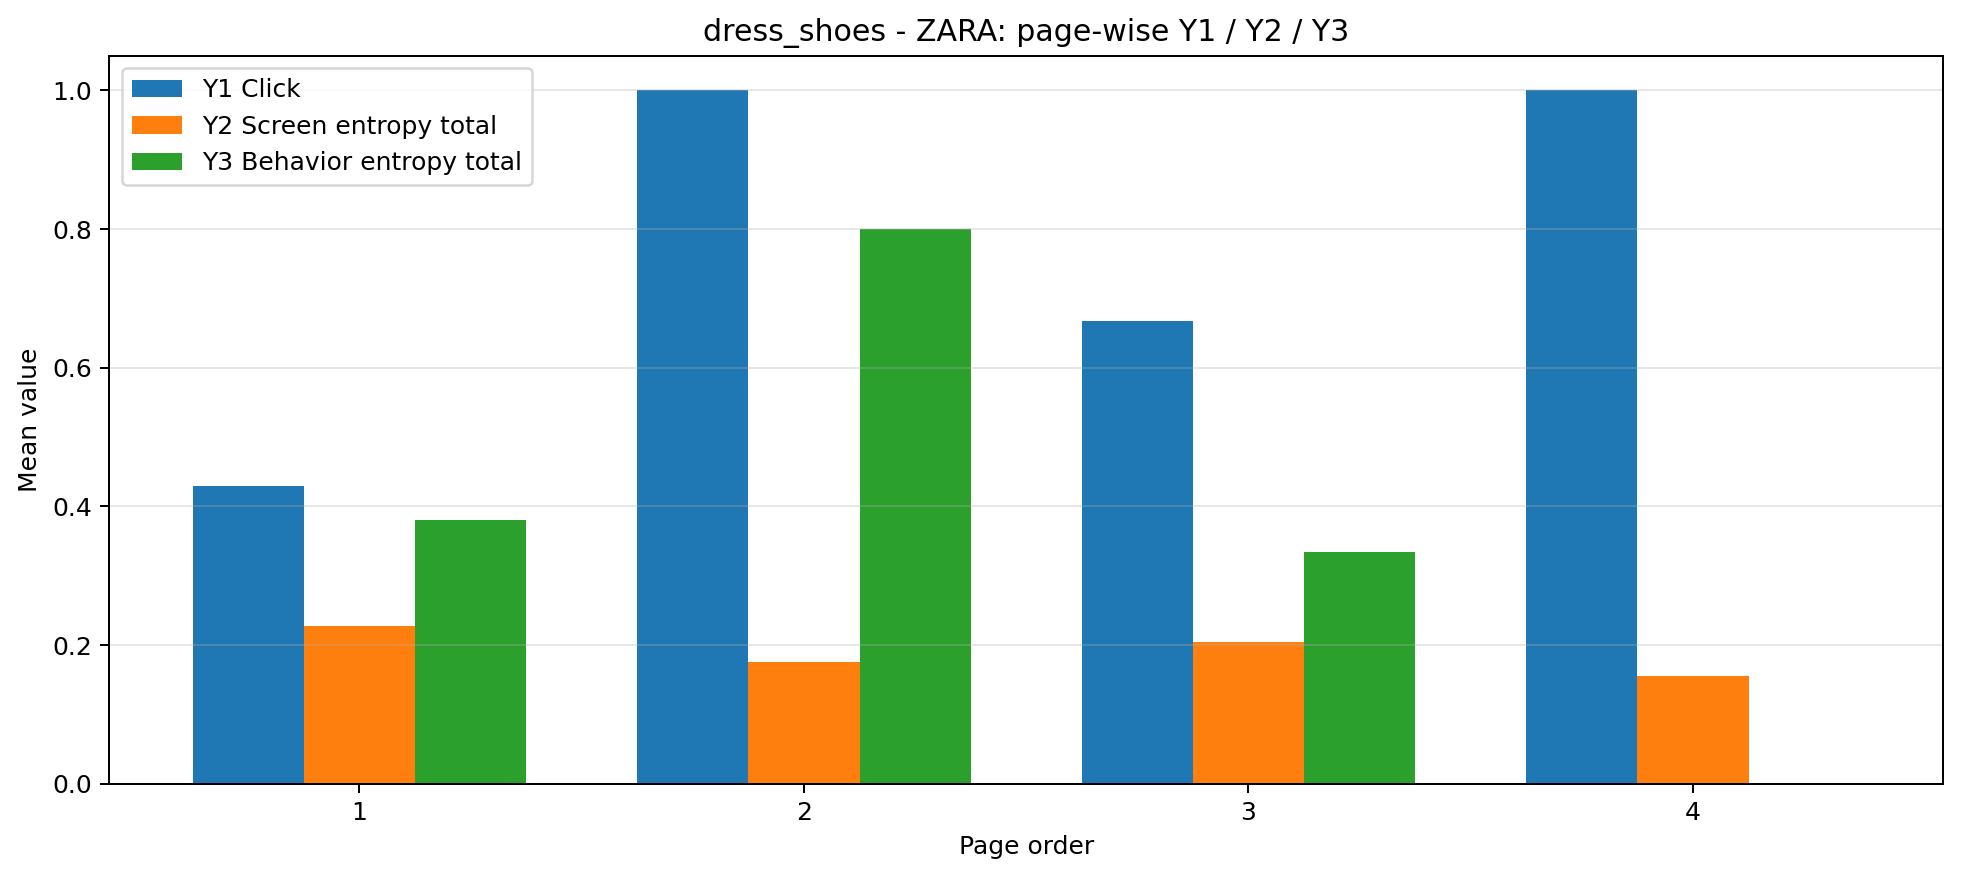 dress_shoes - ZARA: page-wise Y1 / Y2 / Y3
Y1 Click
Y2 Screen entropy total
Y3 Behavior entropy total
Mean value
1.0
0.8
0.6
0.4
0.2
0.0
1
2
3
4
Page order